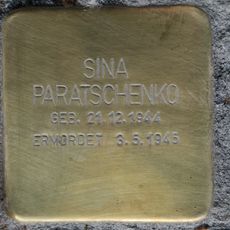 SINA
PARATSCHENKO
GEB. 21.12.1944
ERMORDET 3.5.1945